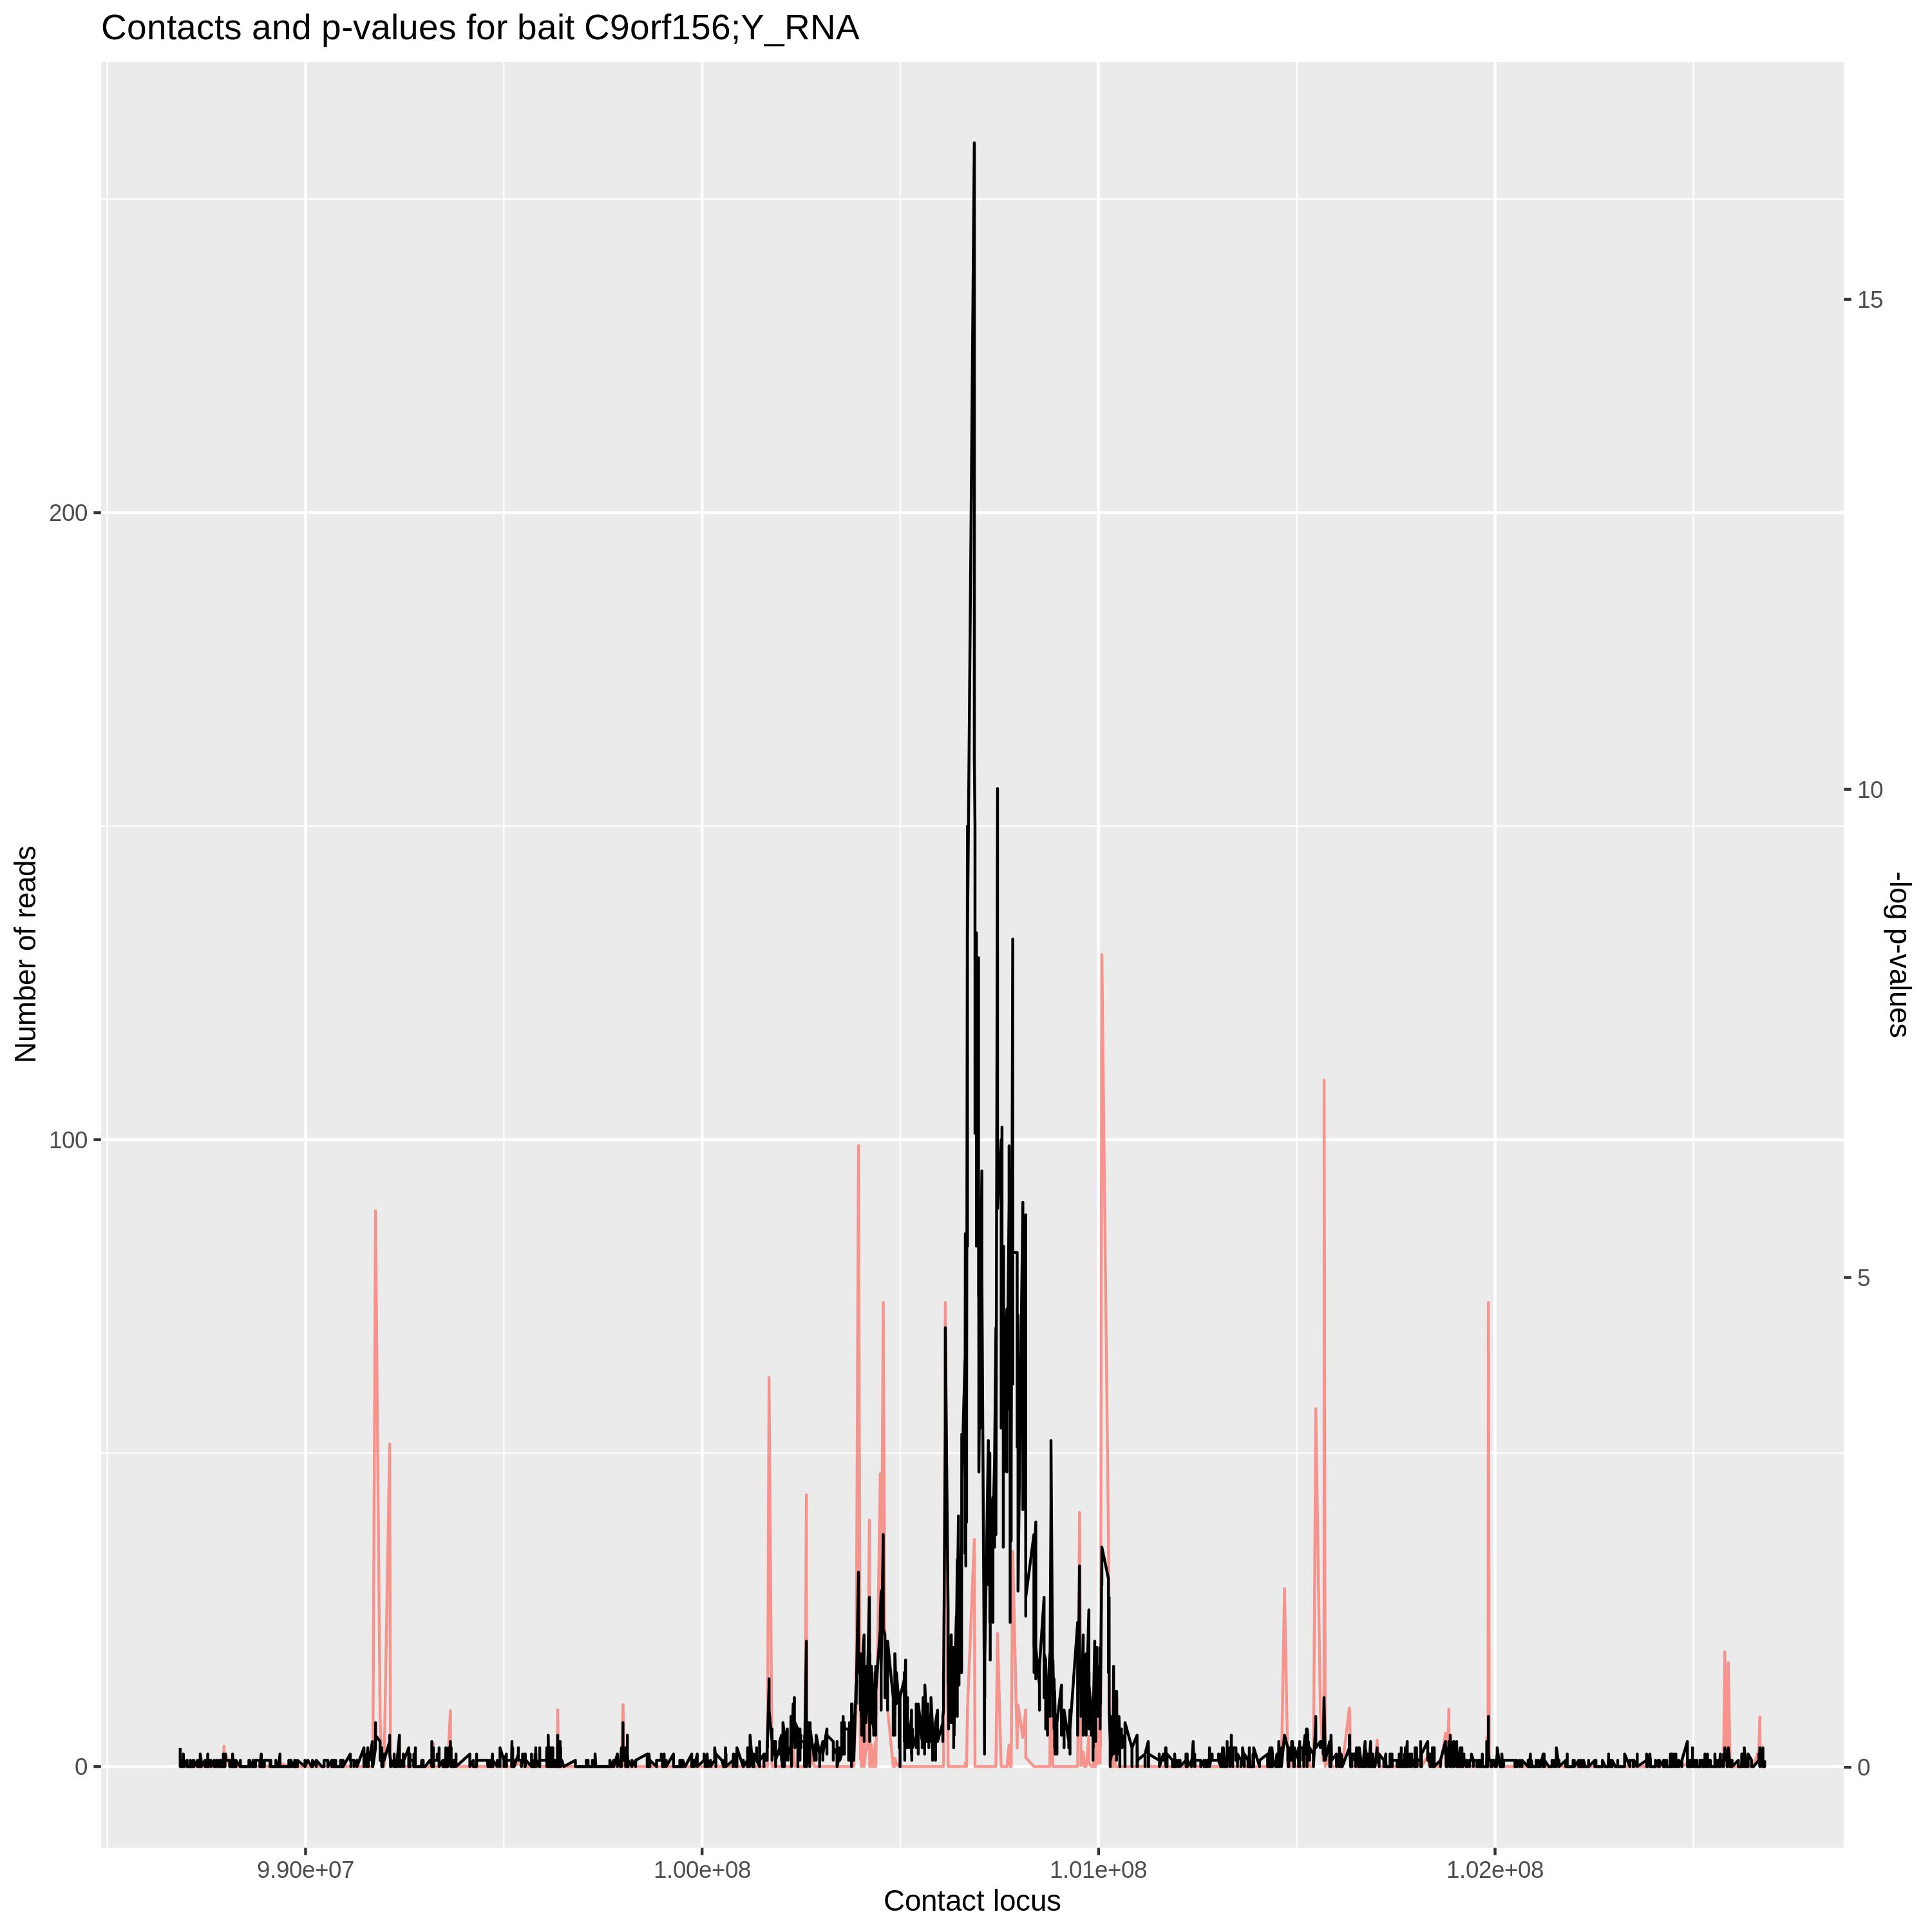 Contacts and p-values for bait C9orf156;Y_RNA
Number of reads
200
100
0
15
10
5
0
-log p-values
9.90e+07
1.00e+08
1.01e+08
1.02e+08
Contact locus